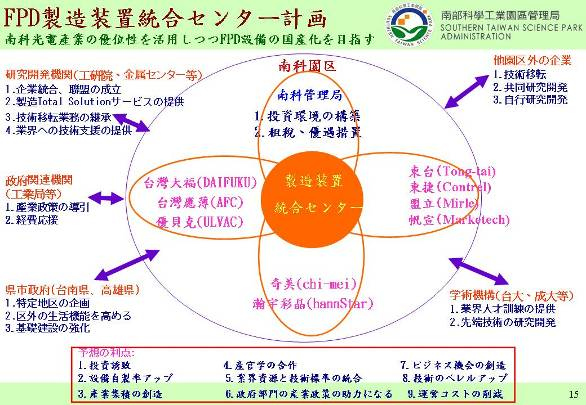 FPD製造装置統合センター計画
南科光電産業の優位性を活用しつつFPD設備の国産化を目指す
南部科學工業園區管理局
SOUTHERN TAIWAN SCIENCE PARK
ADMINISTRATION
研究開発機関(工研院、金属センター等)
1.企業統合、聯盟の成立
2.製造Total Solutionサービスの提供
3.技術移転業務の継承
4.業界への技術支援の提供
南科園区
南科管理局
1.投資環境の構築
2.租税、優遇措置
他園区外の企業
1.技術移転
2.共同研究開発
3.自行研究開発
政府関連機関
(工業局等)
1.産業政策の導引
2.経費応援
台灣大福(DAIFUKU)
台灣鹿薄(AFC)
優貝克(ULVAC)
製造装置
統合センター
東台(Tong-tai)
東捷(Contrel)
盟立(Mirle)
帆宣(Marketech)
奇美(chi-mei)
瀚宇彩晶(hannStar)
県市政府(台南県、高雄県)
1.特定地区の企画
2.区外の生活機能を高める
3.基礎建設の強化
学術機構(台大、成大等)
1.業界人才訓練の提供
2.先端技術の研究開発
予想の利点:
1.投資誘致
2.設備自製率アップ
3.産業集積の創造
4.産官学の合作
5.業界資源と技術標準の統合
6.政府部門の産業政策の助力になる
7.ビジネス機会の創造
8.技術のベレルアップ
9.運営コストの削減
15